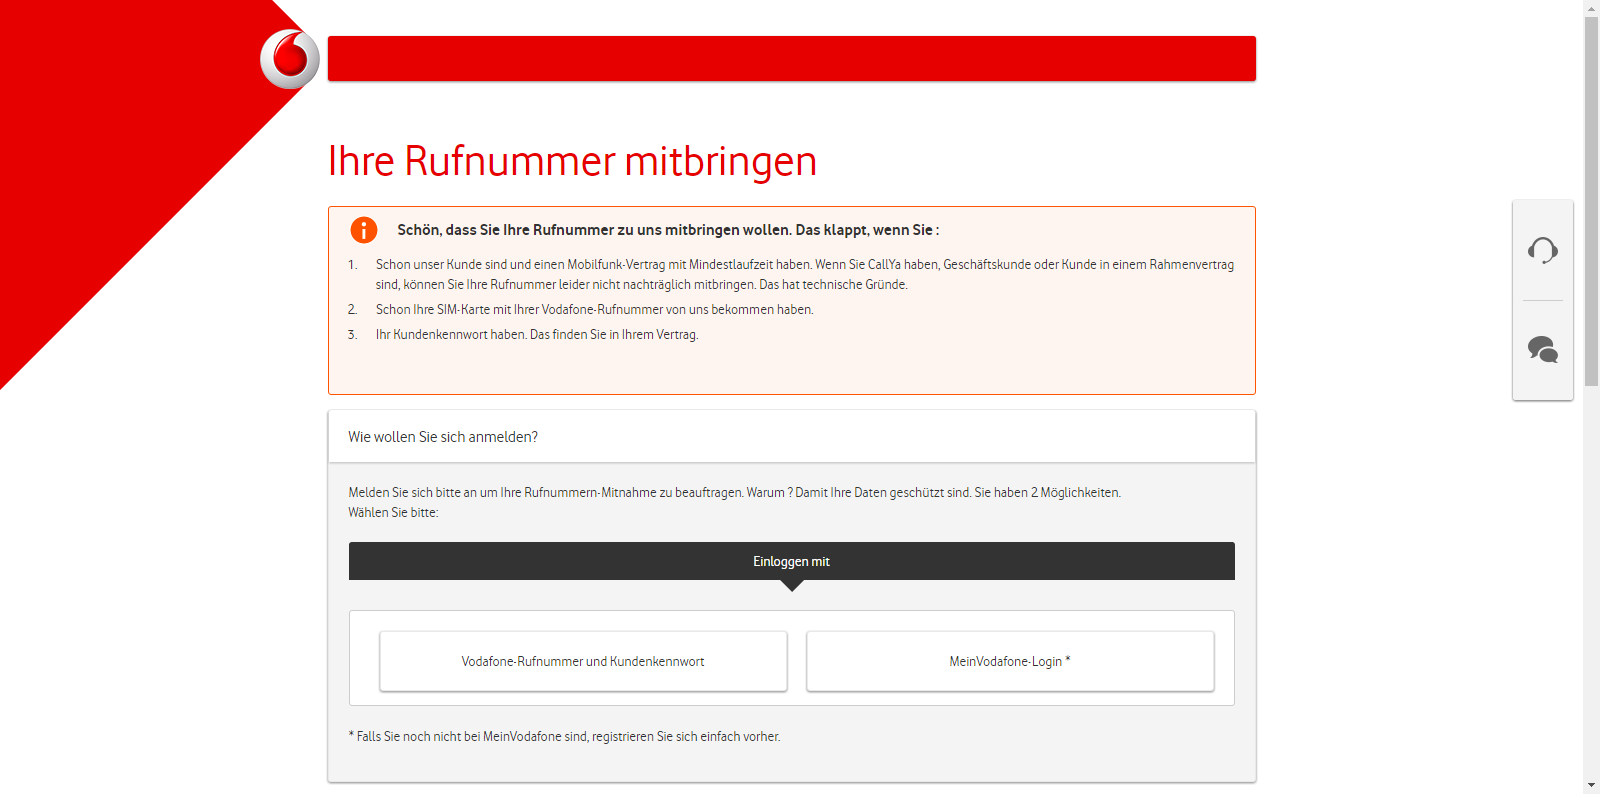 Ihre Rufnummer mitbringen
Schön, dass Sie Ihre Rufnummer zu uns mitbringen wollen. Das klappt, wenn Sie :
1. Schon unser Kunde sind und einen Mobilfunk-Vertrag mit Mindestlaufzeit haben. Wenn Sie CallYa haben, Geschäftskunde oder Kunde in einem Rahmenvertrag
sind, können Sie Ihre Rufnummer leider nicht nachträglich mitbringen. Das hat technische Gründe.
2. Schon Ihre SIM-Karte mit Ihrer Vodafone-Rufnummer von uns bekommen haben.
3. Ihr Kundenkennwort haben. Das finden Sie in Ihrem Vertrag.
Wie wollen Sie sich anmelden?
Melden Sie sich bitte an um Ihre Rufnummern-Mitnahme zu beauftragen. Warum ? Damit Ihre Daten geschützt sind. Sie haben 2 Möglichkeiten.
Wählen Sie bitte:
Einloggen mit
Vodafone-Rufnummer und Kundenkennwort
MeinVodafone-Login *
* Falls Sie noch nicht bei MeinVodafone sind, registrieren Sie sich einfach vorher.